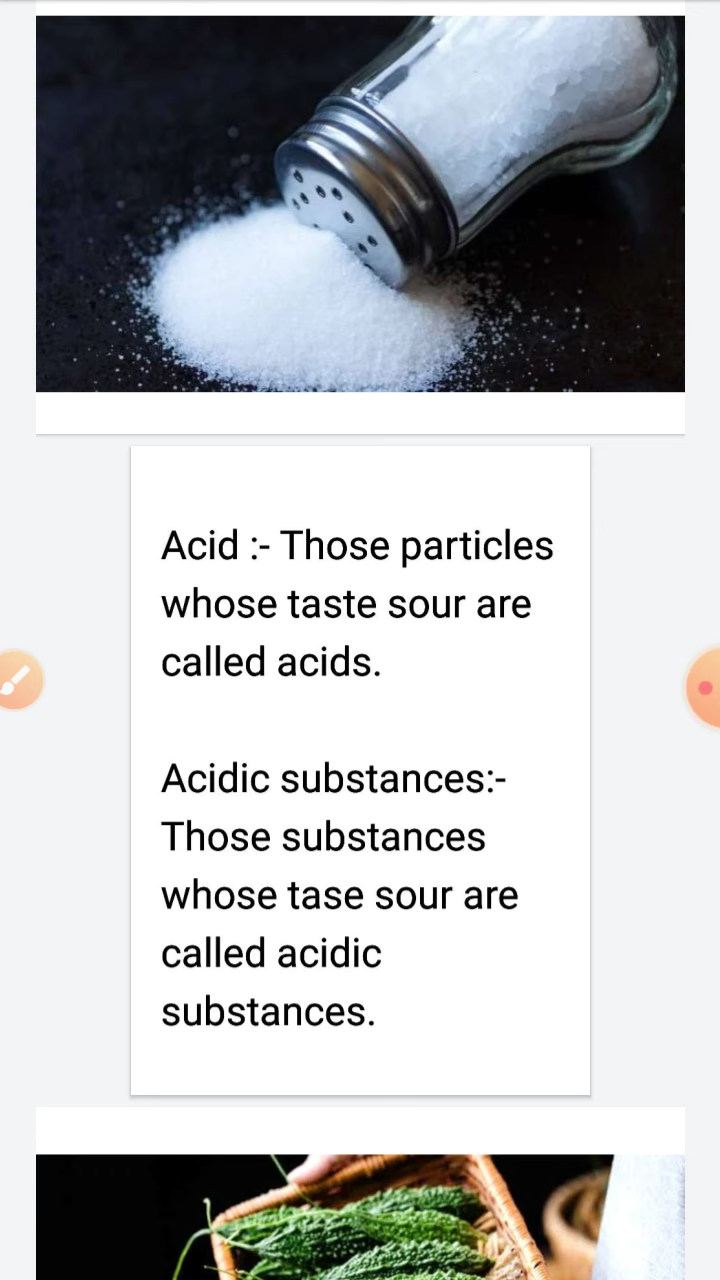 Acid :- Those particles
whose taste sour are
called acids.
Acidic substances:-
Those substances
whose tase sour are
called acidic
substances.